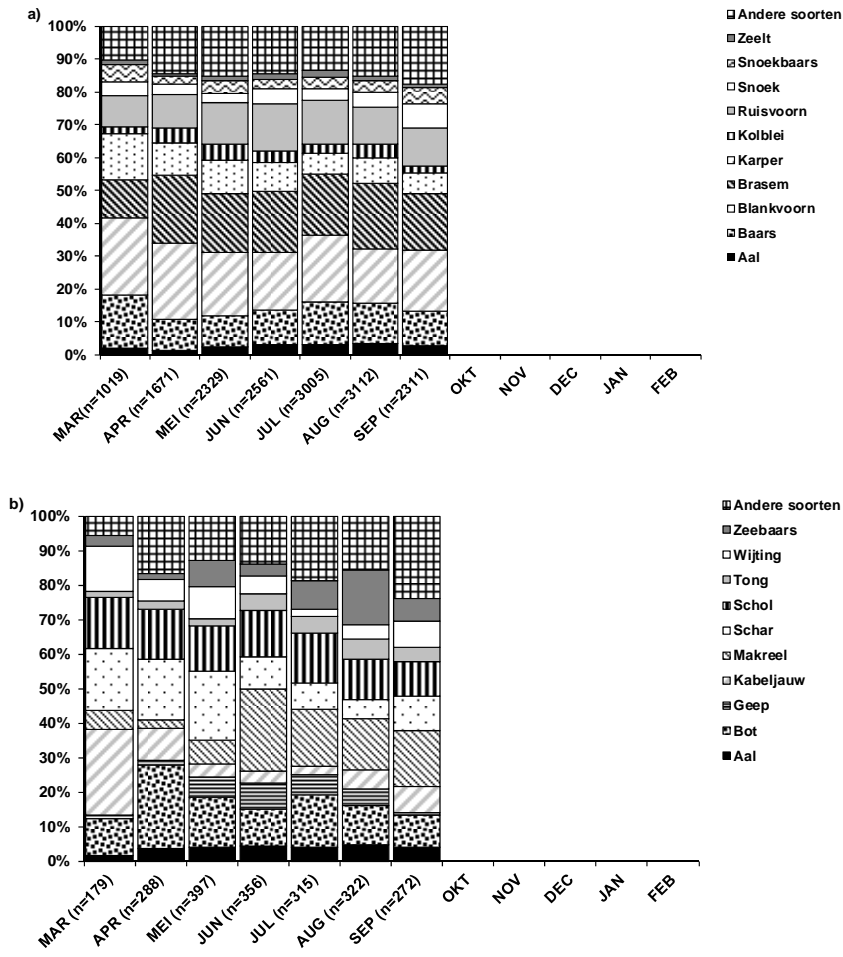 a)
100%
90%
80%
70%
60%
50%
40%
30%
20%
10%
0%
MAR(n=1019)
APR (n=1671)
MEI (n=2329)
JUN (n=2561)
JUL (n=3005)
AUG (n=3112)
SEP (n=2311)
OKT
NOV
DEC
JAN
FEB
Andere soorten
Zeelt
Snoekbaars
Snoek
Ruisvoorn
Kolblei
Karper
Brasem
Blankvoorn
Baars
Aal
b)
100%
90%
80%
70%
60%
50%
40%
30%
20%
10%
0%
MAR (n=179)
APR (n=288)
MEI (n=397)
JUN (n=356)
JUL (n=315)
AUG (n=322)
SEP (n=272)
OKT
NOV
DEC
JAN
FEB
Andere soorten
Zeebaars
Wijting
Tong
Schol
Schar
Makreel
Kabeljauw
Geep
Bot
Aal